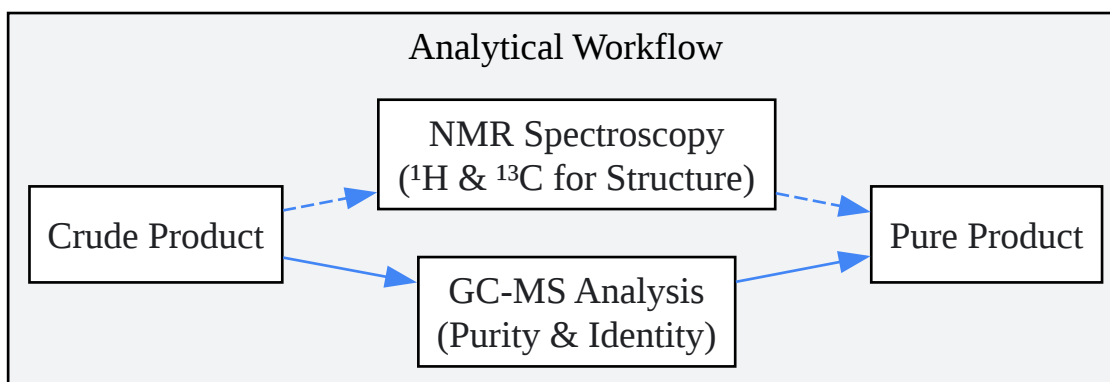 Analytical Workflow
NMR Spectroscopy
(¹H & ¹³C for Structure)
Crude Product
Pure Product
GC-MS Analysis
(Purity & Identity)